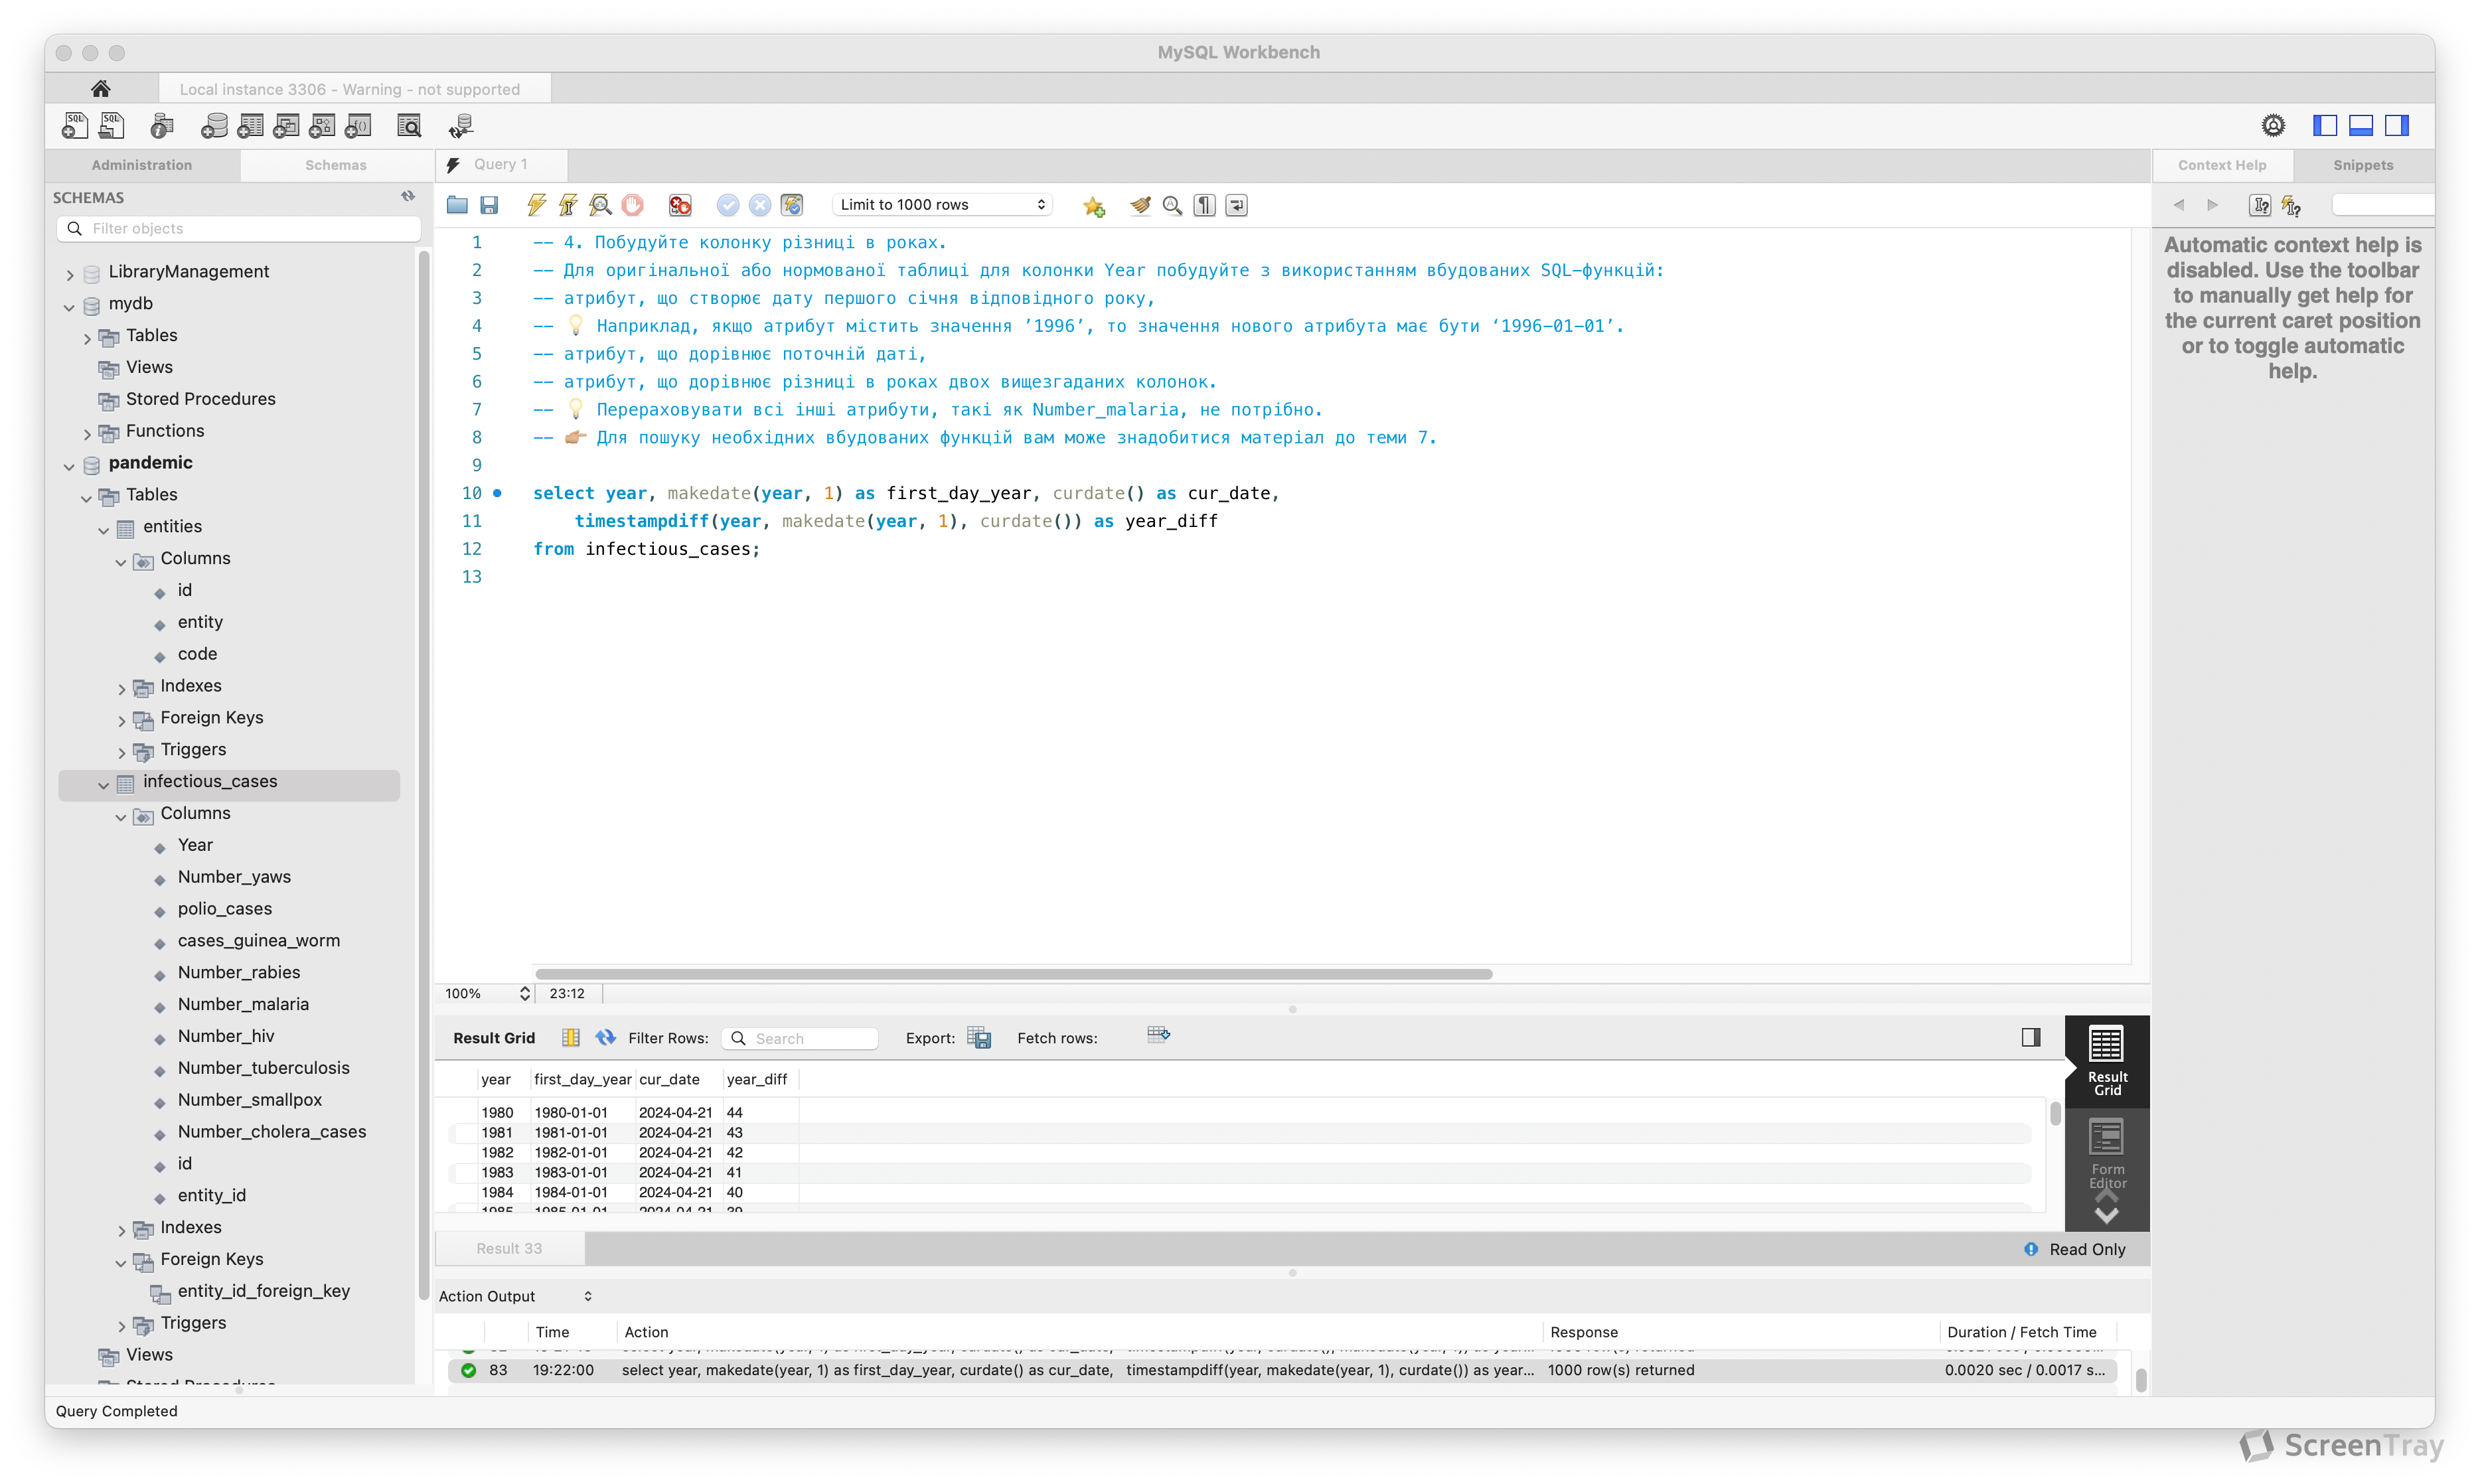 MySQL Workbench
Local instance 3306 - Warning - not supported
Administration
Schemas
SCHEMAS
Filter objects
LibraryManagement
mydb
Tables
Views
Stored Procedures
Functions
pandemic
Tables
entities
Columns
id
entity
code
Indexes
Foreign Keys
Triggers
infectious_cases
Columns
Year
Number_yaws
polio_cases
cases_guinea_worm
Number_rabies
Number_malaria
Number_hiv
Number_tuberculosis
Number_smallpox
Number_cholera_cases
id
entity_id
Indexes
Foreign Keys
entity_id_foreign_key
Triggers
Views
Stored Procedures
Query 1
Limit to 1000 rows
1 -- 4. Побудуйте колонку різниці в роках.
2 -- Для оригінальної або нормованої таблиці для колонки Year побудуйте з використанням вбудованих SQL-функцій:
3 -- атрибут, що створює дату першого січня відповідного року,
4 -- 💡 Наприклад, якщо атрибут містить значення ’1996’, то значення нового атрибута має бути ‘1996-01-01’.
5 -- атрибут, що дорівнює поточній даті,
6 -- атрибут, що дорівнює різниці в роках двох вищезгаданих колонок.
7 -- 💡 Перераховувати всі інші атрибути, такі як Number_malaria, не потрібно.
8 -- 👉🏼 Для пошуку необхідних вбудованих функцій вам може знадобитися матеріал до теми 7.
9
10 select year, makedate(year, 1) as first_day_year, curdate() as cur_date,
11 timestampdiff(year, makedate(year, 1), curdate()) as year_diff
12 from infectious_cases;
13
100% 23:12
Result Grid Filter Rows: Search Export: Fetch rows:
year first_day_year cur_date year_diff
1980 1980-01-01 2024-04-21 44
1981 1981-01-01 2024-04-21 43
1982 1982-01-01 2024-04-21 42
1983 1983-01-01 2024-04-21 41
1984 1984-01-01 2024-04-21 40
1985 1985-01-01 2024-04-21 39
Result
Grid
Form
Editor
Result 33
Read Only
Action Output
Time Action Response Duration / Fetch Time
83 19:22:00 select year, makedate(year, 1) as first_day_year, curdate() as cur_date, timestampdiff(year, makedate(year, 1), curdate()) as year... 1000 row(s) returned 0.0020 sec / 0.0017 s...
Query Completed
Context Help
Snippets
Automatic context help is
disabled. Use the toolbar
to manually get help for
the current caret position
or to toggle automatic
help.
ScreenTray